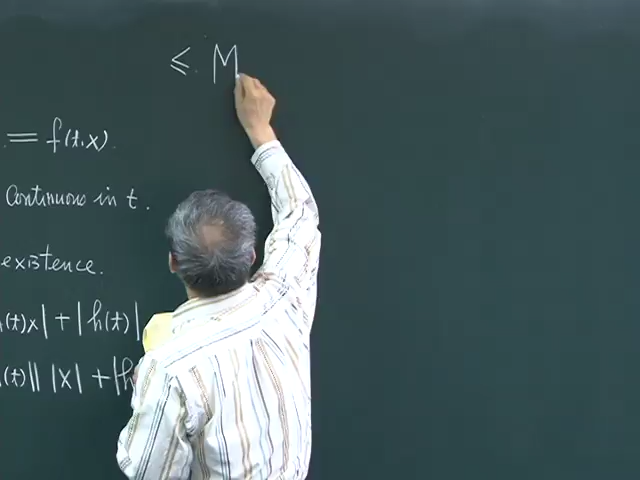 ≤ M
= f(t,x).
Continuous in t.
existence.
(t)x| + |h(t)|
(t)|| |x| + |h